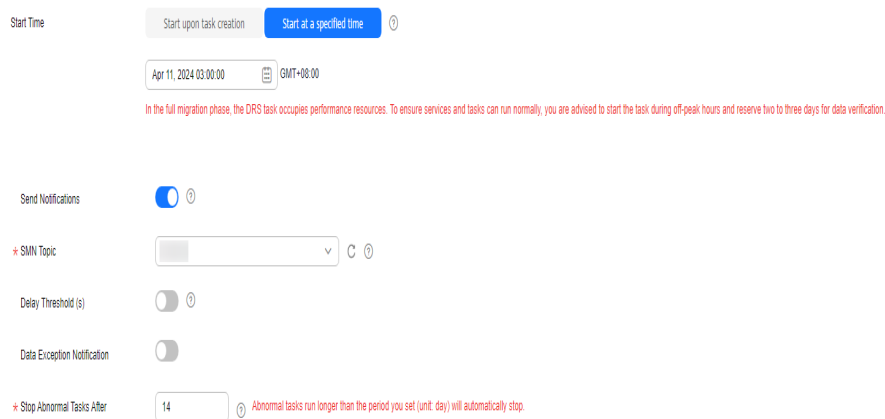 Start Time
Start upon task creation
Start at a specified time
Apr 11, 2024 03:00:00
GMT+08:00
In the full migration phase, the DRS task occupies performance resources. To ensure services and tasks can run normally, you are advised to start the task during off-peak hours and reserve two to three days for data verification.
Send Notifications
* SMN Topic
Delay Threshold (s)
Data Exception Notification
* Stop Abnormal Tasks After
14
Abnormal tasks run longer than the period you set (unit: day) will automatically stop.